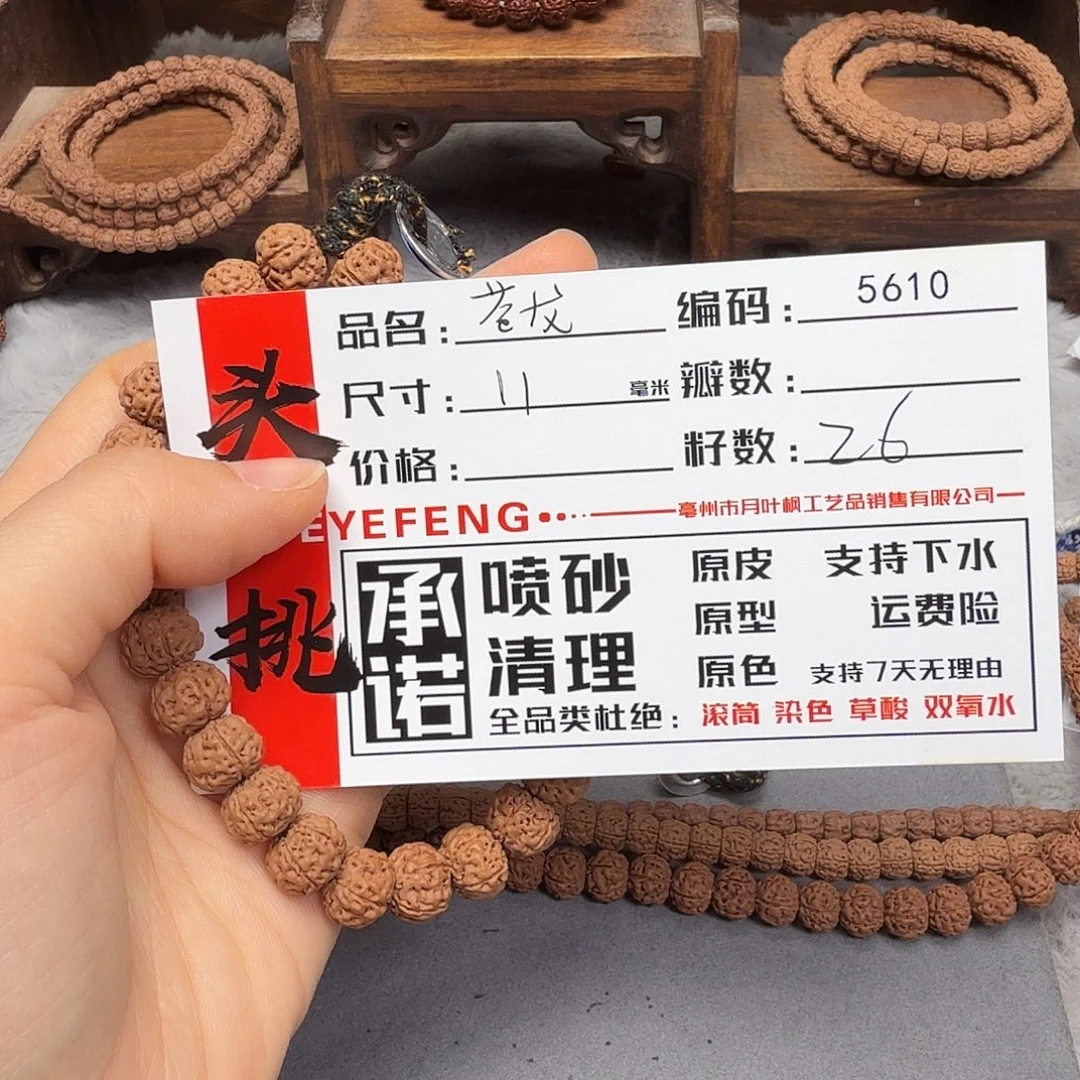 头挑
品名：苍龙 编码：5610
尺寸：11 毫米 瓣数：
价格： 籽数：26
EYEFENG 亳州市月叶枫工艺品销售有限公司
承诺
喷砂 原皮 支持下水
清理 原型 运费险
原色 支持7天无理由
全品类杜绝：滚筒 染色 草酸 双氧水